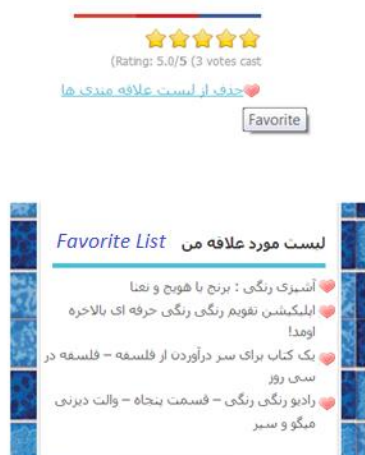 (Rating: 5.0/5 (3 votes cast
حذف از لیست علاقه مندی ها
Favorite
لیست مورد علاقه من Favorite List
آشپزی رنگی : برنج با هویج و نعنا
اپلیکیشن تقویم رنگی رنگی حرفه ای بالاخره
اومد!
یک کتاب برای سر درآوردن از فلسفه – فلسفه در
سی روز
رادیو رنگی رنگی – قسمت پنجاه – والت دیزنی
میگو و سیر